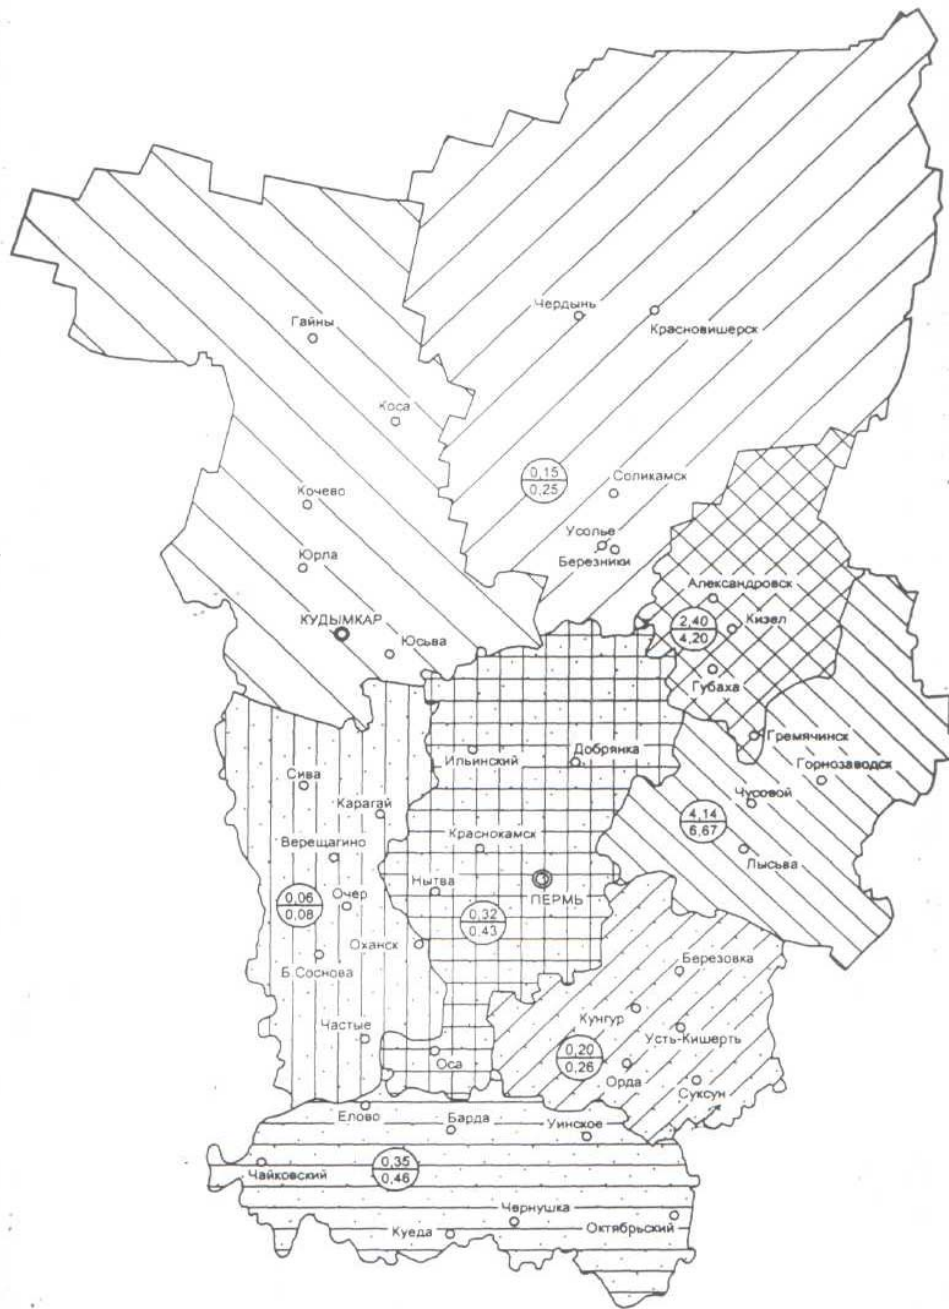 Чердынь
Красновишерск
Гайны
Коса
0,15
0,25
Соликамск
Кочево
Усолье
Березники
Юрла
Александровск
КУДЫМКАР
2,40
4,20
Кизел
Юсьва
Губаха
Гремячинск
Ильинский
Добрянка
Горнозаводск
Сива
Чусовой
Карагай
4,14
6,67
Краснокамск
Верещагино
Лысьва
Нытва
ПЕРМЬ
Очер
0,06
0,08
0,32
0,43
Оханск
Б.Соснова
Березовка
Кунгур
Частые
Усть-Кишерть
0,20
0,26
Оса
Орда
Суксун
Елово
Барда
Уинское
0,35
0,46
Чайковский
Чернушка
Куеда
Октябрьский